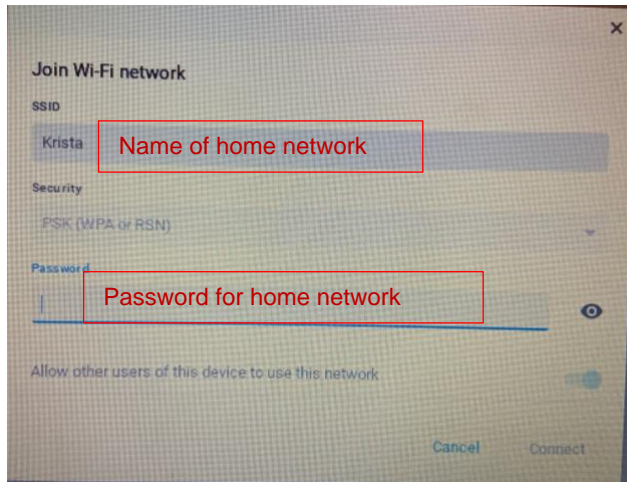 ×
Join Wi-Fi network
SSID
Krista
Name of home network
Security
PSK (WPA or RSN)
Password
Password for home network
Allow other users of this device to use this network
Cancel Connect